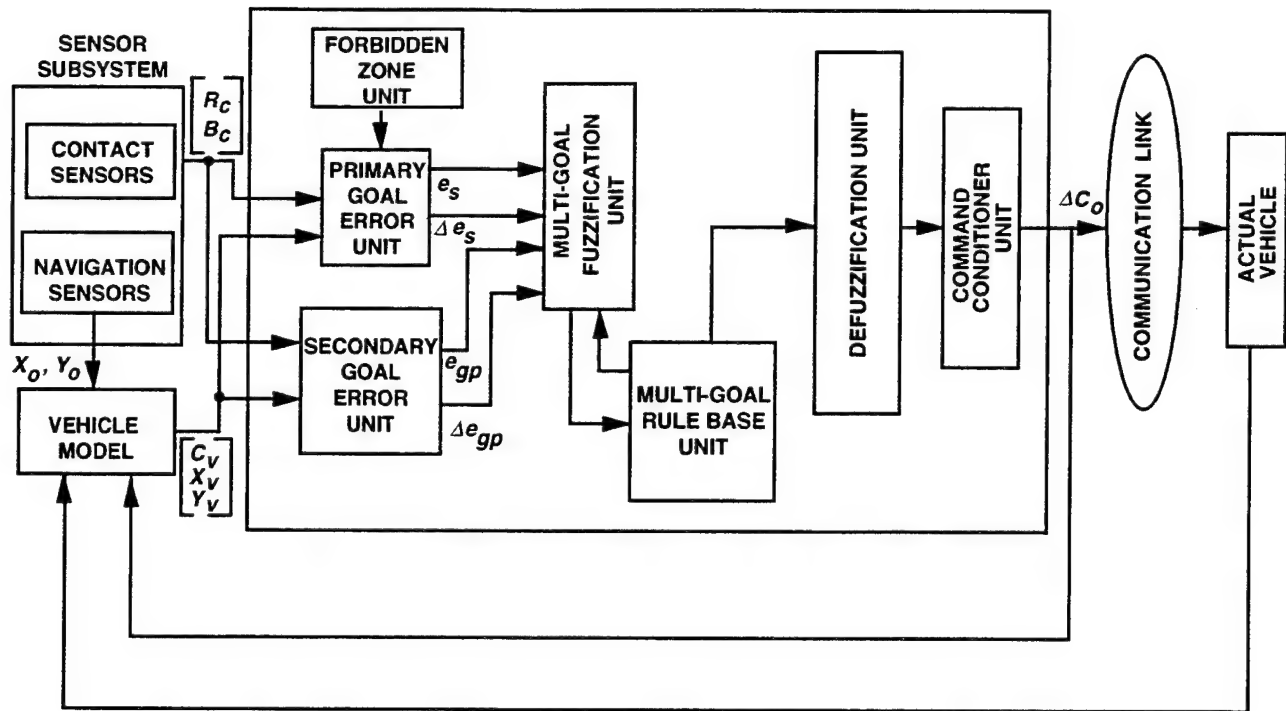 SENSOR
SUBSYSTEM
CONTACT
SENSORS
NAVIGATION
SENSORS
X_O, Y_O
VEHICLE
MODEL
R_C
B_C
C_V
X_V
Y_V
FORBIDDEN
ZONE
UNIT
PRIMARY
GOAL
ERROR
UNIT
e_s
Δe_s
SECONDARY
GOAL
ERROR
UNIT
e_gp
Δe_gp
MULTI-GOAL
FUZZIFICATION
UNIT
MULTI-GOAL
RULE BASE
UNIT
DEFUZZIFICATION UNIT
COMMAND
CONDITIONER
UNIT
ΔC_O
COMMUNICATION LINK
ACTUAL
VEHICLE